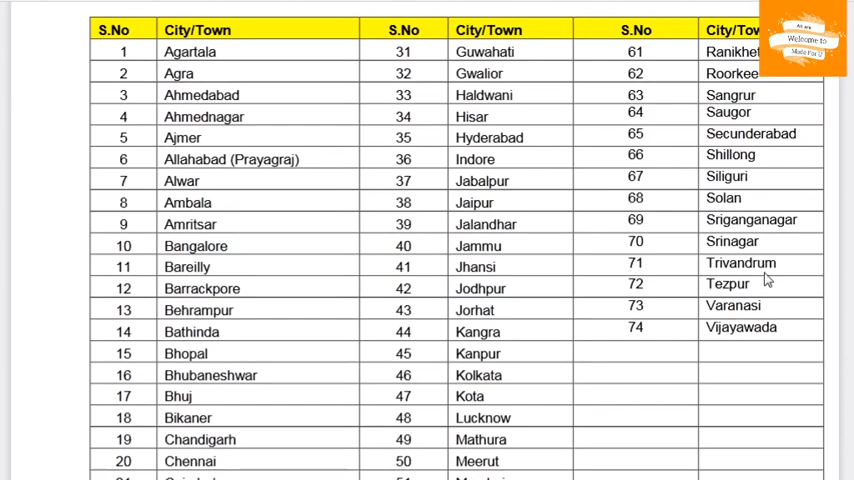 S.No City/Town S.No City/Town S.No
1 Agartala 31 Guwahati 61
2 Agra 32 Gwalior 62 Roorkee
3 Ahmedabad 33 Haldwani 63 Sangrur
4 Ahmednagar 34 Hisar 64 Saugor
5 Ajmer 35 Hyderabad 65 Secunderabad
6 Allahabad (Prayagraj) 36 Indore 66 Shillong
7 Alwar 37 Jabalpur 67 Siliguri
8 Ambala 38 Jaipur 68 Solan
9 Amritsar 39 Jalandhar 69 Sriganganagar
10 Bangalore 40 Jammu 70 Srinagar
11 Bareilly 41 Jhansi 71 Trivandrum
12 Barrackpore 42 Jodhpur 72 Tezpur
13 Behrampur 43 Jorhat 73 Varanasi
14 Bathinda 44 Kangra 74 Vijayawada
15 Bhopal 45 Kanpur
16 Bhubaneshwar 46 Kolkata
17 Bhuj 47 Kota
18 Bikaner 48 Lucknow
19 Chandigarh 49 Mathura
20 Chennai 50 Meerut
Welcome to
Made For U